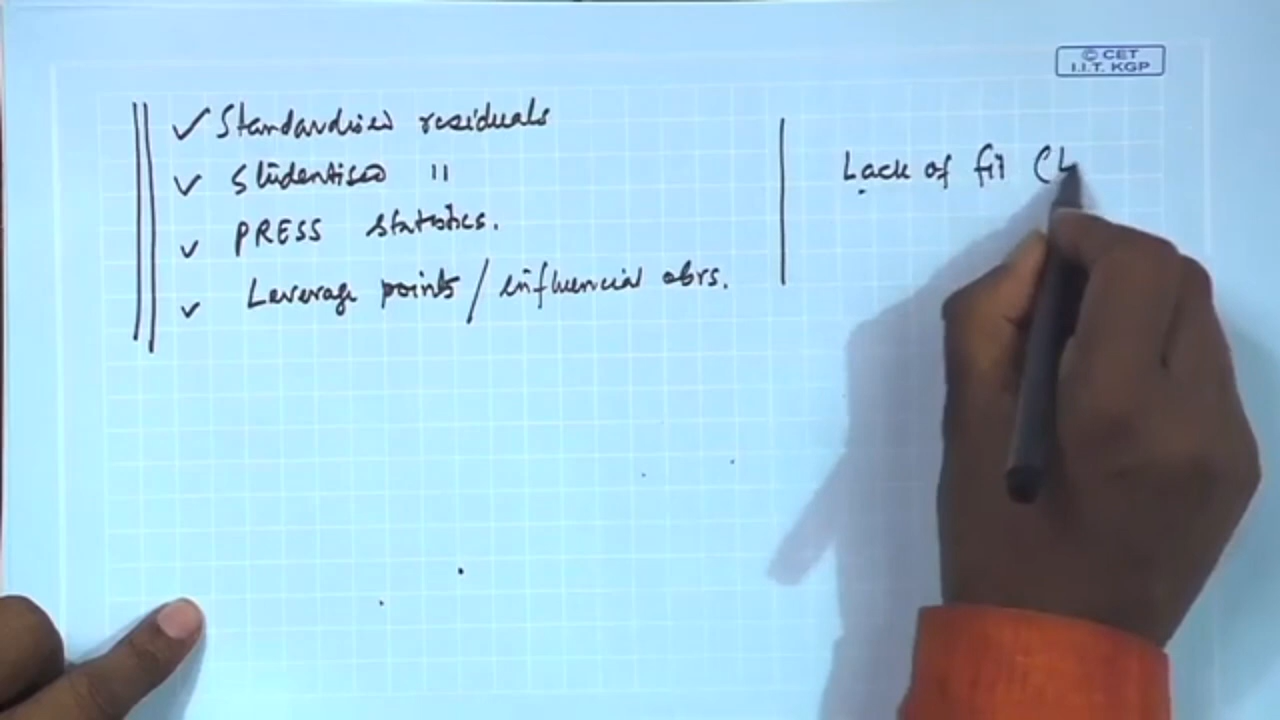 © CET
I.I.T. KGP
Standardised residuals
Studentised "
PRESS statistics.
Leverage points / influencial obrs.
Lack of fit (L